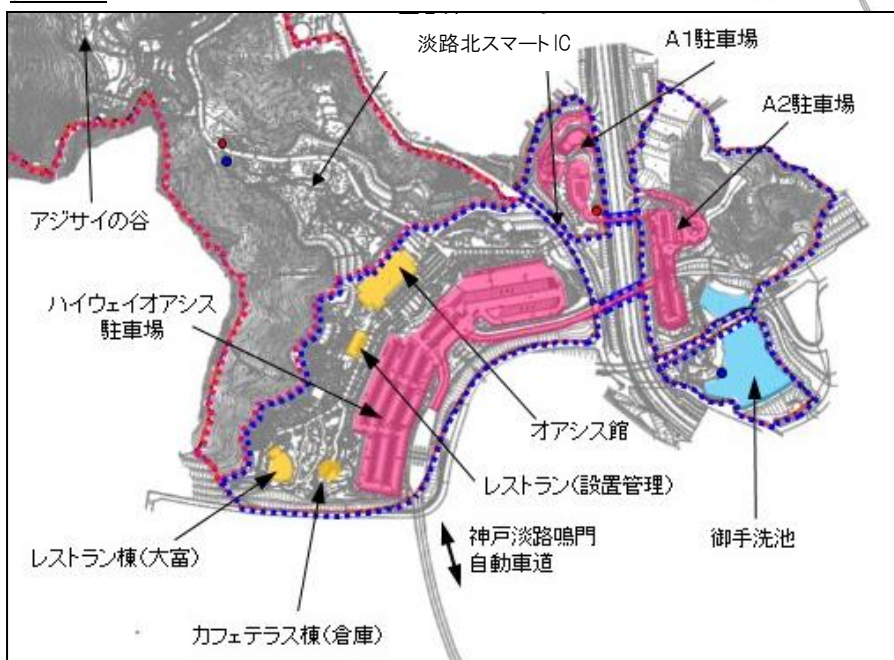 淡路北スマートIC
A1駐車場
A2駐車場
アジサイの谷
ハイウェイオアシス
駐車場
オアシス館
レストラン(設置管理)
神戸淡路鳴門
自動車道
御手洗池
レストラン棟(大富)
カフェテラス棟(倉庫)